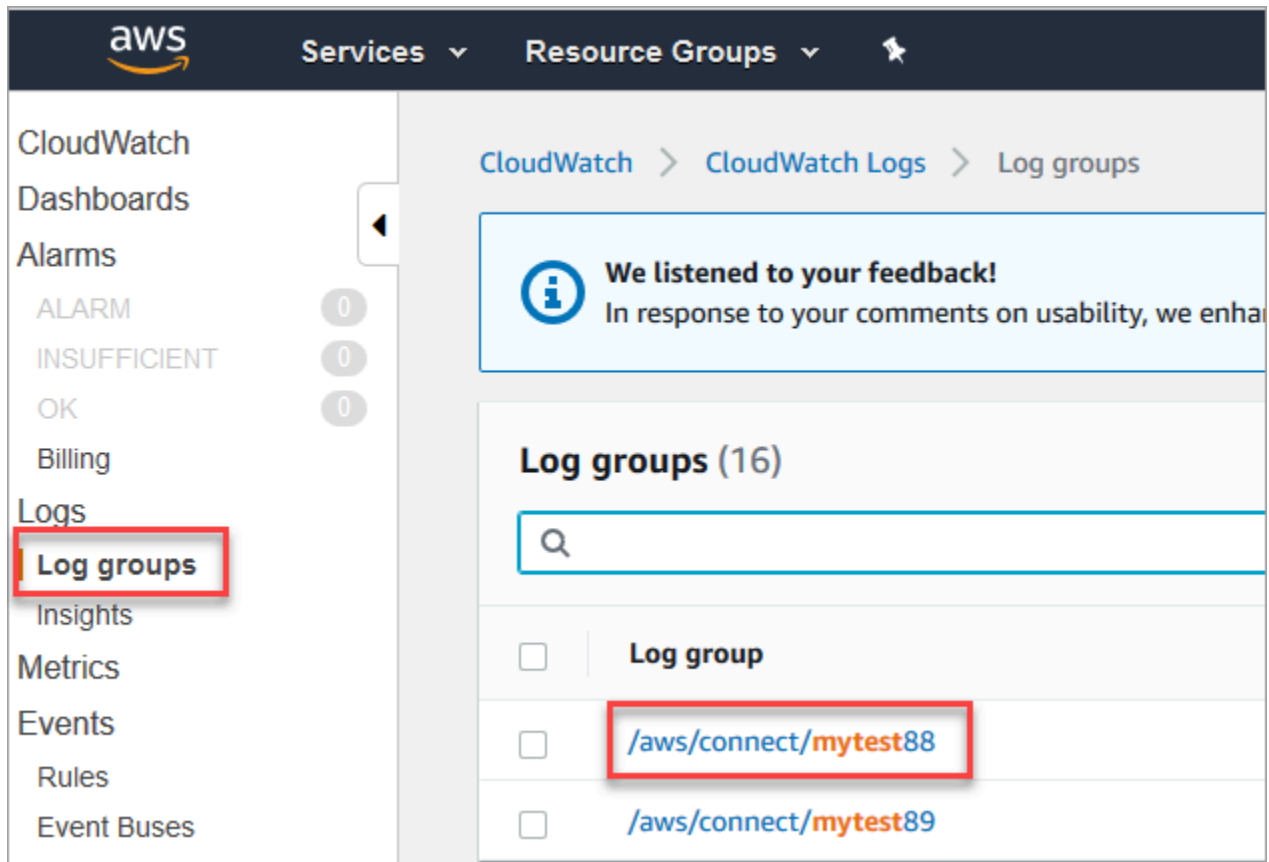 aws
Services
Resource Groups
CloudWatch
Dashboards
Alarms
ALARM 0
INSUFFICIENT 0
OK 0
Billing
Logs
Log groups
Insights
Metrics
Events
Rules
Event Buses
CloudWatch > CloudWatch Logs > Log groups
We listened to your feedback!
In response to your comments on usability, we enha
Log groups (16)
Log group
/aws/connect/mytest88
/aws/connect/mytest89